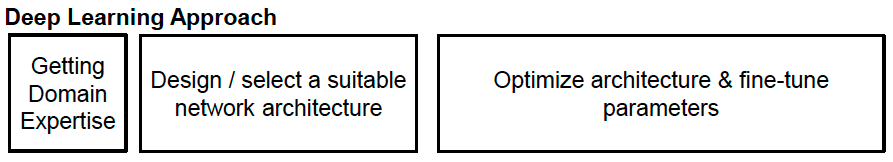 Deep Learning Approach
Getting
Domain
Expertise
Design / select a suitable
network architecture
Optimize architecture & fine-tune
parameters